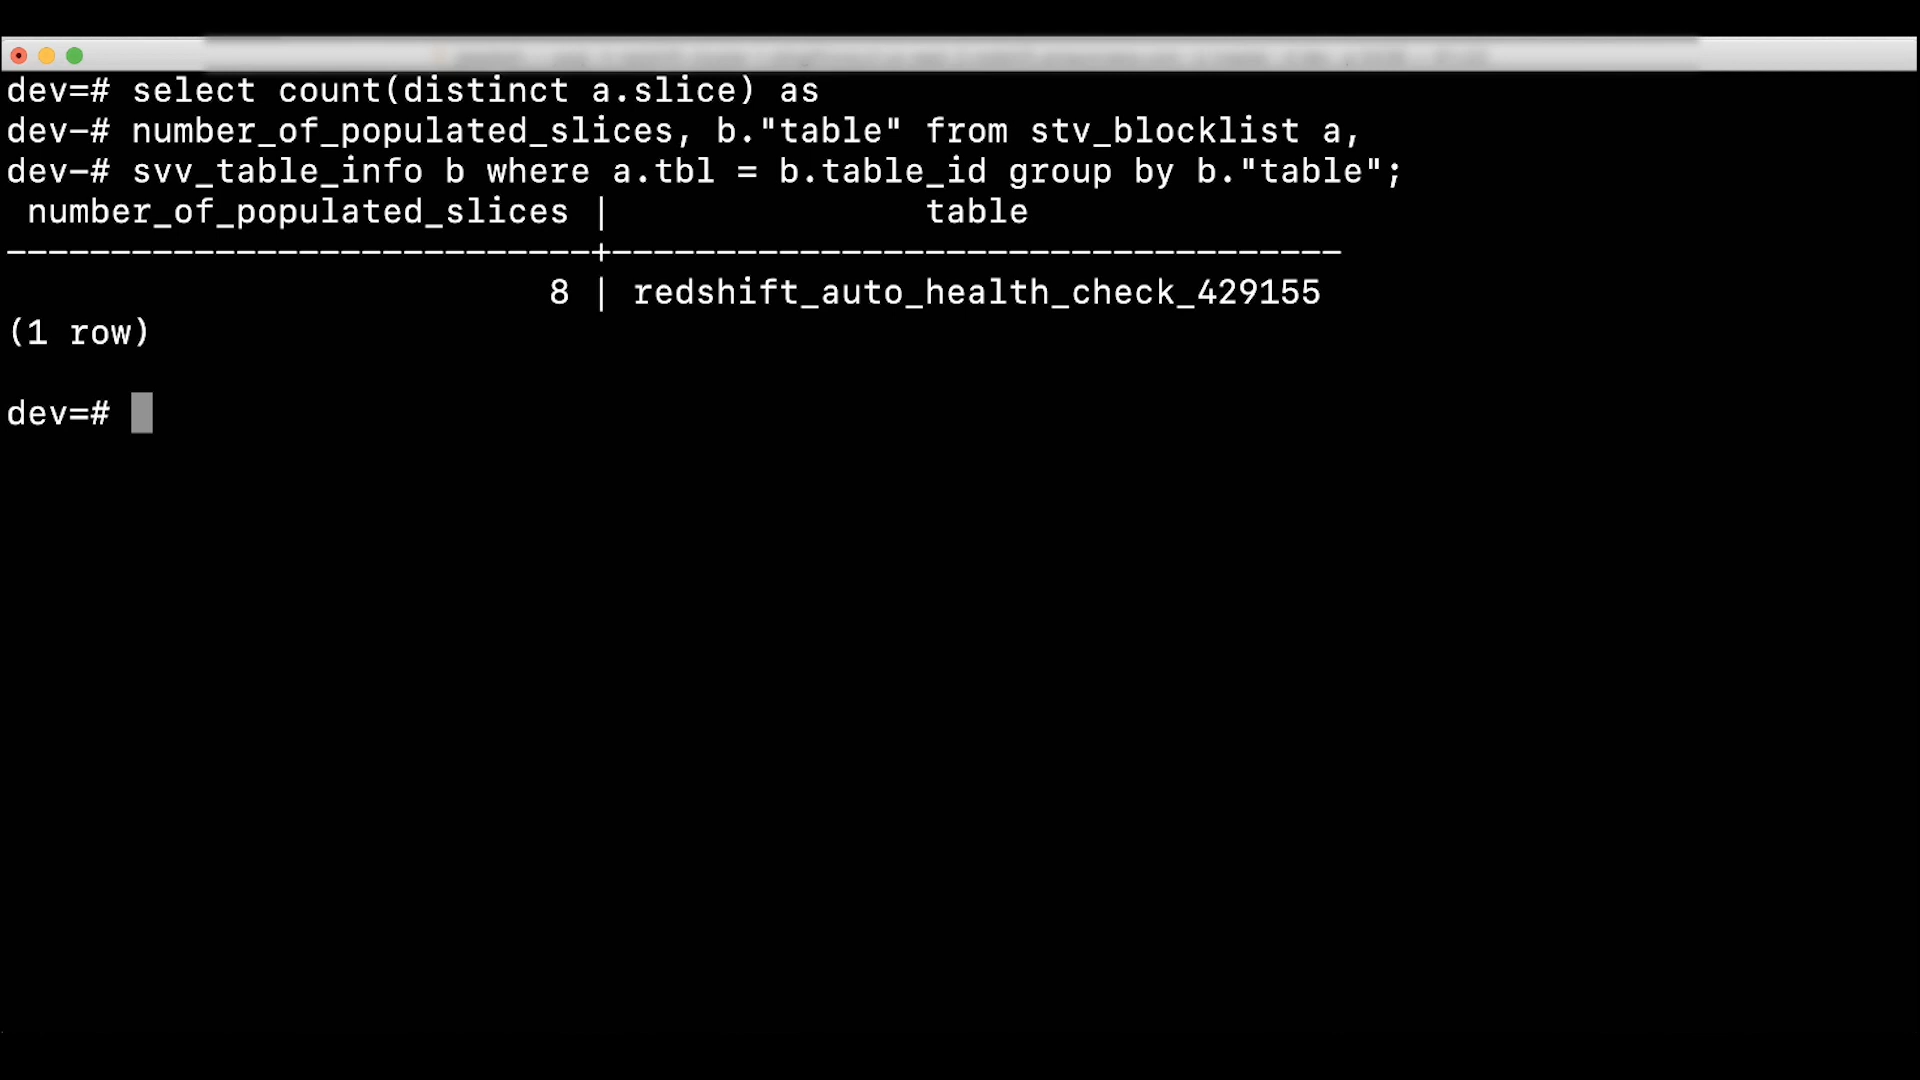 dev=# select count(distinct a.slice) as
dev-# number_of_populated_slices, b."table" from stv_blocklist a,
dev-# svv_table_info b where a.tbl = b.table_id group by b."table";
number_of_populated_slices | table
----------------------------+-----------------------------------
8 | redshift_auto_health_check_429155
(1 row)
dev=#